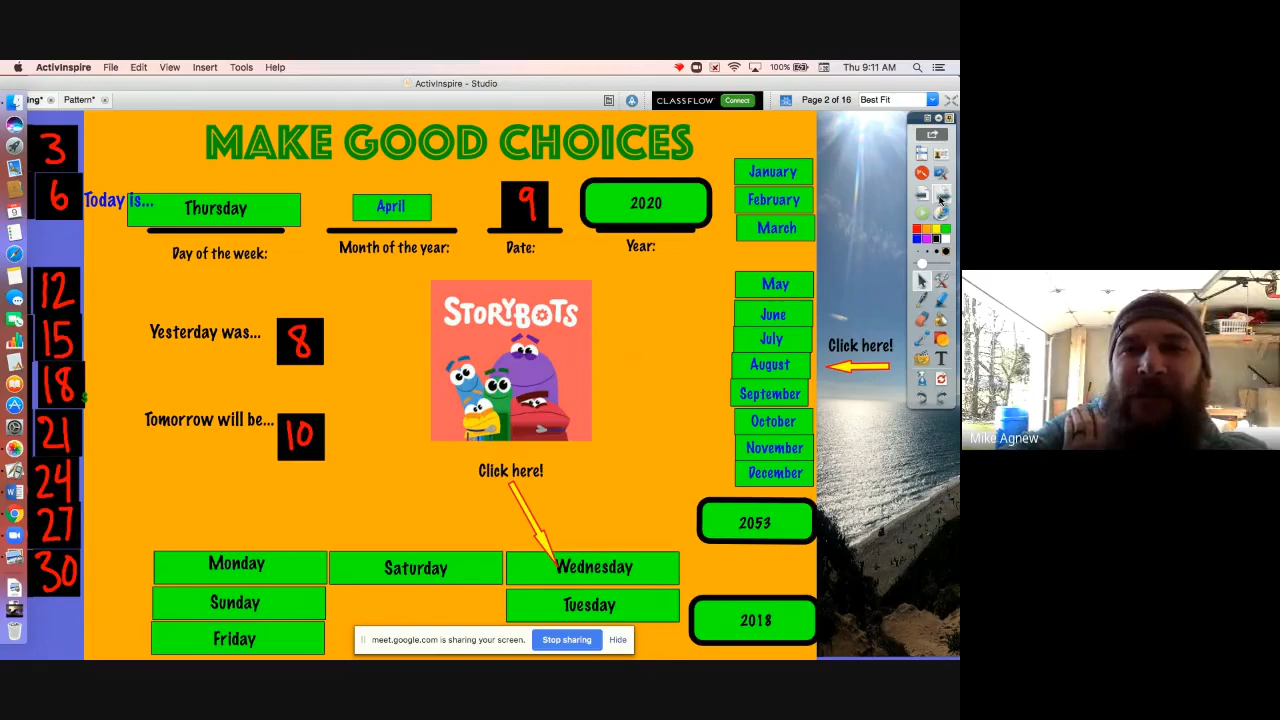 ActivInspire File Edit View Insert Tools Help 100% Thu 9:11 AM
ActivInspire - Studio
ing* Pattern* CLASSFLOW Connect Page 2 of 16 Best Fit
MAKE GOOD CHOICES
3
6
12
15
18
21
24
27
30
Today is...
Thursday
April
9
2020
Day of the week:
Month of the year:
Date:
Year:
Yesterday was...
8
Tomorrow will be...
10
STORYBOTS
Click here!
January
February
March
May
June
July
August
September
October
November
December
Click here!
2053
2018
Monday
Saturday
Wednesday
Sunday
Tuesday
Friday
meet.google.com is sharing your screen. Stop sharing Hide
Mike Agnew